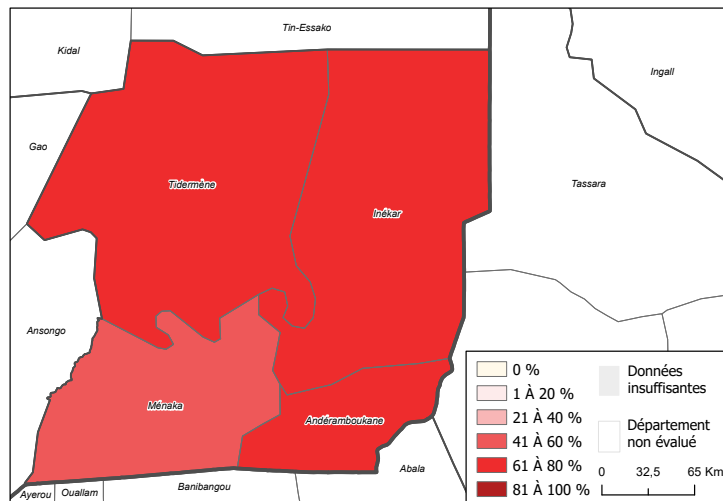 Tin-Essako
Kidal
Ingall
Gao
Tidermène
Inékar
Tassara
Ansongo
Ménaka
Andéramboukane
Abala
Ayerou
Ouallam
Banibangou
0 %
1 À 20 %
21 À 40 %
41 À 60 %
61 À 80 %
81 À 100 %
Données
insuffisantes
Département
non évalué
0 32,5 65 Km